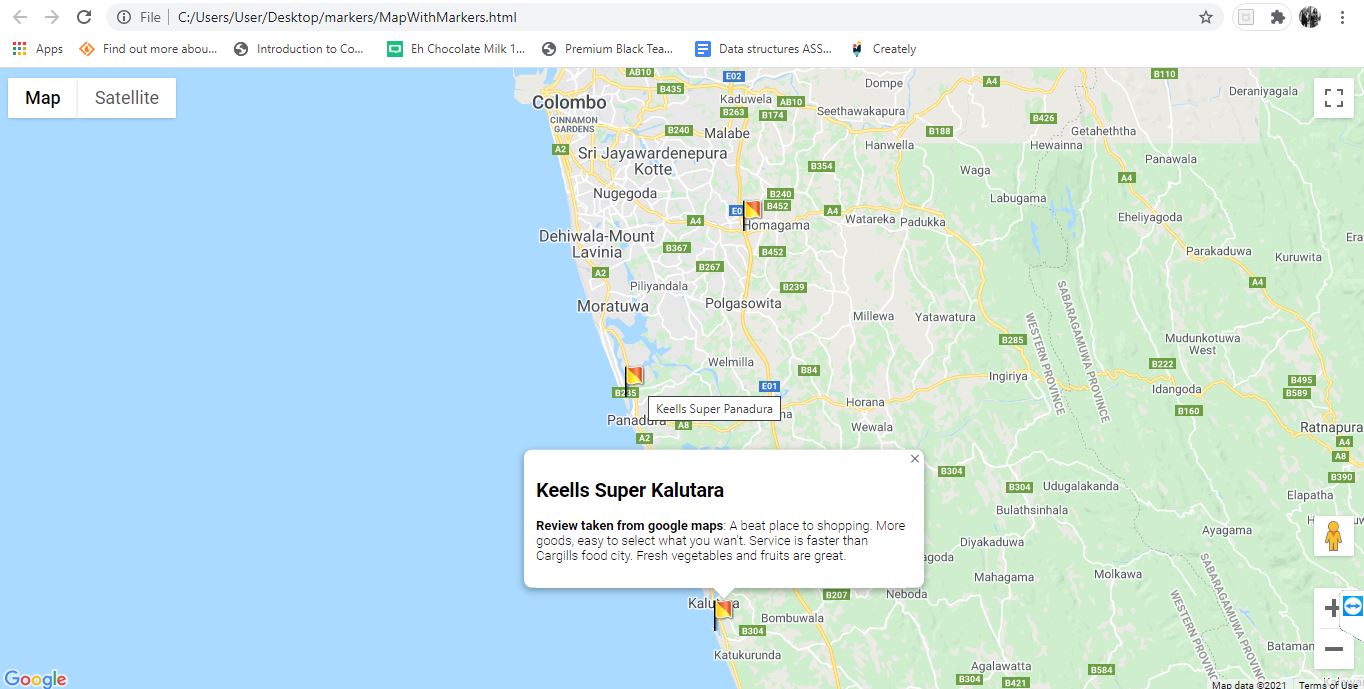 File
C:/Users/User/Desktop/markers/MapWithMarkers.html
Apps
Find out more abou...
Introduction to Co...
Eh Chocolate Milk 1...
Premium Black Tea...
Data structures ASS...
Creately
Map
Satellite
AB10
E02
B435
Colombo
Kaduwela
AB10
Dompe
A4
B110
Deraniyagala
CINNAMON
GARDENS
B263
B174
Seethawakapura
B426
B240
Malabe
B188
Getaheththa
A2
Hanwella
Hewainna
Sri Jayawardenepura
Kotte
B354
Panawala
Waga
A4
Nugegoda
B240
B452
Labugama
E0
A4
A4
Watareka
Padukka
Eheliyagoda
Homagama
Dehiwala-Mount
Lavinia
B367
B452
Parakaduwa
Kuruwita
B267
A2
Piliyandala
B239
A4
Moratuwa
Polgasowita
Millewa
Yatawatura
SABARAGAMUWA PROVINCE
WESTERN PROVINCE
B285
Mudunkotuwa
West
Welmilla
B222
B84
Ingiriya
B495
B589
E01
Idangoda
B235
Horana
B160
Keells Super Panadura
na
Panadura
A8
Wewala
Ratnapura
A2
A4
A8
Keells Super Kalutara
Review taken from google maps: A beat place to shopping. More
goods, easy to select what you wan't. Service is faster than
Cargills food city. Fresh vegetables and fruits are great.
B304
B390
B304
Udugalakanda
Elapatha
Bulathsinhala
Ayagama
Diyakaduwa
agoda
Mahagama
Molkawa
SABARAGAMUWA PROVINCE
WESTERN PROVINCE
B207
Neboda
Bombuwala
B304
Katukurunda
Agalawatta
B584
B304
B421
Google
Map data ©2021
Terms of Use